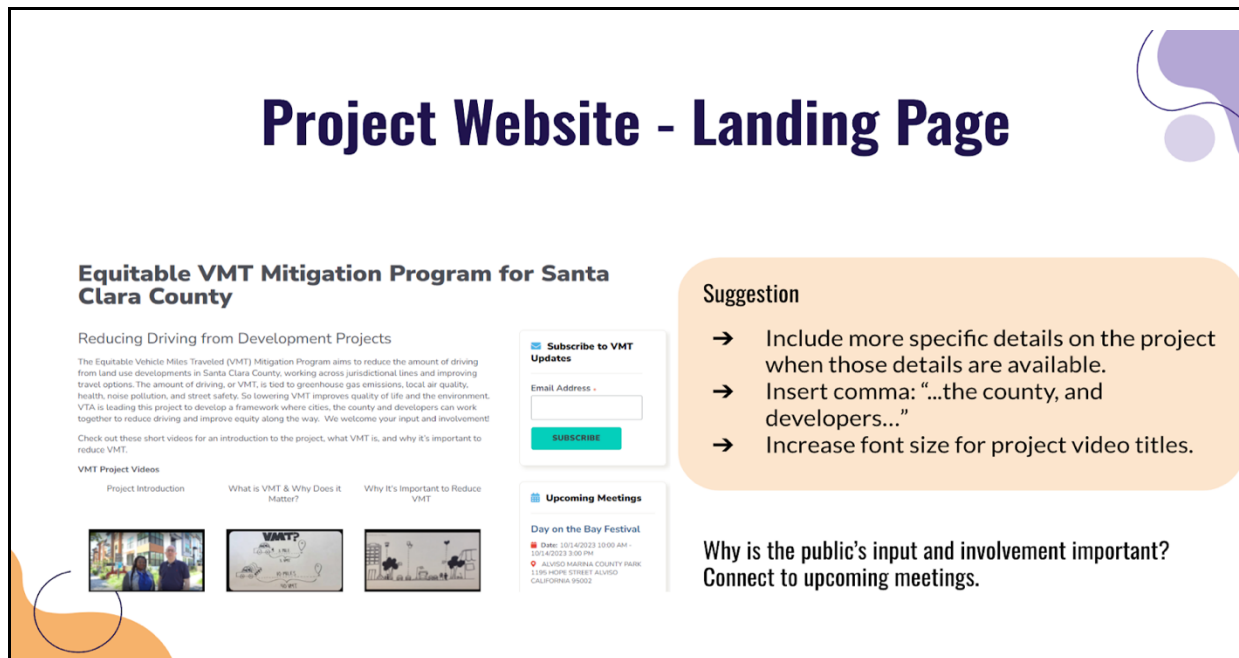 Project Website - Landing Page
Equitable VMT Mitigation Program for Santa
Clara County
Reducing Driving from Development Projects
The Equitable Vehicle Miles Traveled (VMT) Mitigation Program aims to reduce the amount of driving
from land use developments in Santa Clara County, working across jurisdictional lines and improving
travel options. The amount of driving, or VMT, is tied to greenhouse gas emissions, local air quality,
health, noise pollution, and street safety. So lowering VMT improves quality of life and the environment.
VTA is leading this project to develop a framework where cities, the county and developers can work
together to reduce driving and improve equity along the way. We welcome your input and involvement!
Check out these short videos for an introduction to the project, what VMT is, and why it's important to
reduce VMT.
VMT Project Videos
Project Introduction
What is VMT & Why Does it
Matter?
Why It's Important to Reduce
VMT
VMT?
Subscribe to VMT
Updates
Email Address
SUBSCRIBE
Upcoming Meetings
Day on the Bay Festival
Date: 10/14/2023 10:00 AM -
10/14/2023 3:00 PM
ALVISO MARINA COUNTY PARK
1195 HOPE STREET ALVISO
CALIFORNIA 95002
Suggestion
➔ Include more specific details on the project
when those details are available.
➔ Insert comma: “...the county, and
developers…”
➔ Increase font size for project video titles.
Why is the public’s input and involvement important?
Connect to upcoming meetings.